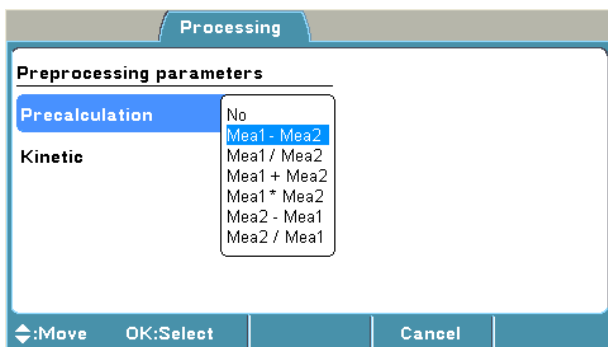 Processing
Preprocessing parameters
Precalculation
No
Mea1 - Mea2
Mea1 / Mea2
Kinetic
Mea1 + Mea2
Mea1 * Mea2
Mea2 - Mea1
Mea2 / Mea1
:Move OK:Select Cancel